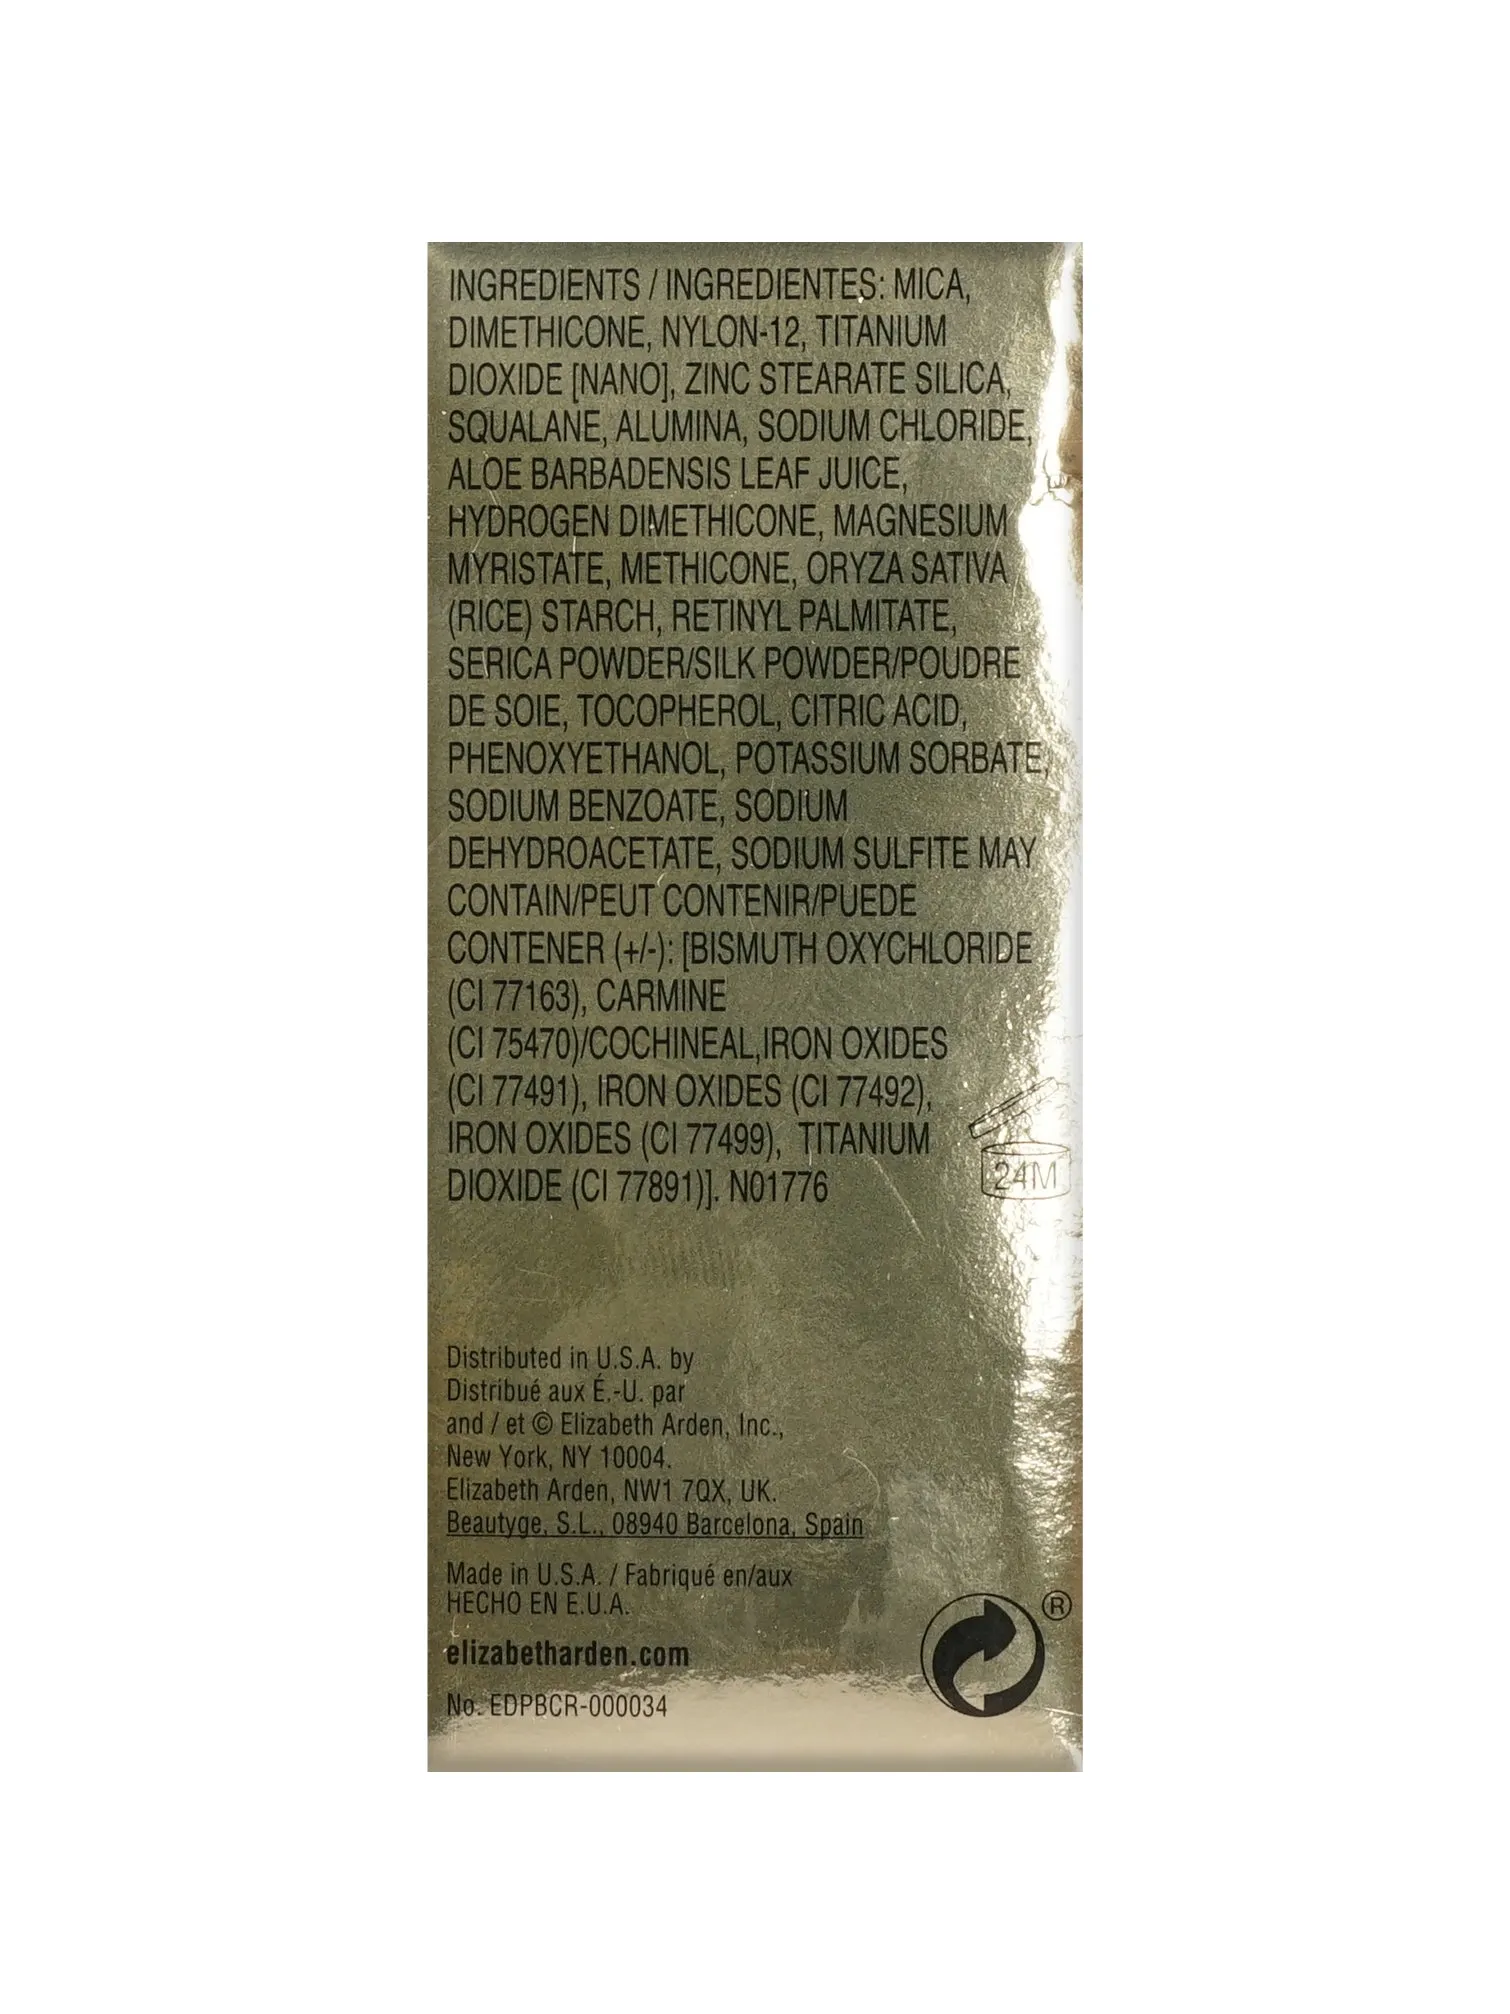 INGREDIENTS / INGREDIENTES: MICA,
DIMETHICONE, NYLON-12, TITANIUM
DIOXIDE [NANO], ZINC STEARATE SILICA,
SQUALANE, ALUMINA, SODIUM CHLORIDE,
ALOE BARBADENSIS LEAF JUICE,
HYDROGEN DIMETHICONE, MAGNESIUM
MYRISTATE, METHICONE, ORYZA SATIVA
(RICE) STARCH, RETINYL PALMITATE,
SERICA POWDER/SILK POWDER/POUDRE
DE SOIE, TOCOPHEROL, CITRIC ACID,
PHENOXYETHANOL, POTASSIUM SORBATE,
SODIUM BENZOATE, SODIUM
DEHYDROACETATE, SODIUM SULFITE MAY
CONTAIN/PEUT CONTENIR/PUEDE
CONTENER (+/-): [BISMUTH OXYCHLORIDE
(CI 77163), CARMINE
(CI 75470)/COCHINEAL,IRON OXIDES
(CI 77491), IRON OXIDES (CI 77492),
IRON OXIDES (CI 77499), TITANIUM
DIOXIDE (CI 77891)]. N01776
24M
Distributed in U.S.A. by
Distribué aux É.-U. par
and / et © Elizabeth Arden, Inc.,
New York, NY 10004.
Elizabeth Arden, NW1 7QX, UK.
Beautyge, S.L., 08940 Barcelona, Spain
Made in U.S.A. / Fabriqué en/aux
HECHO EN E.U.A.
®
elizabetharden.com
No. EDPBCR-000034